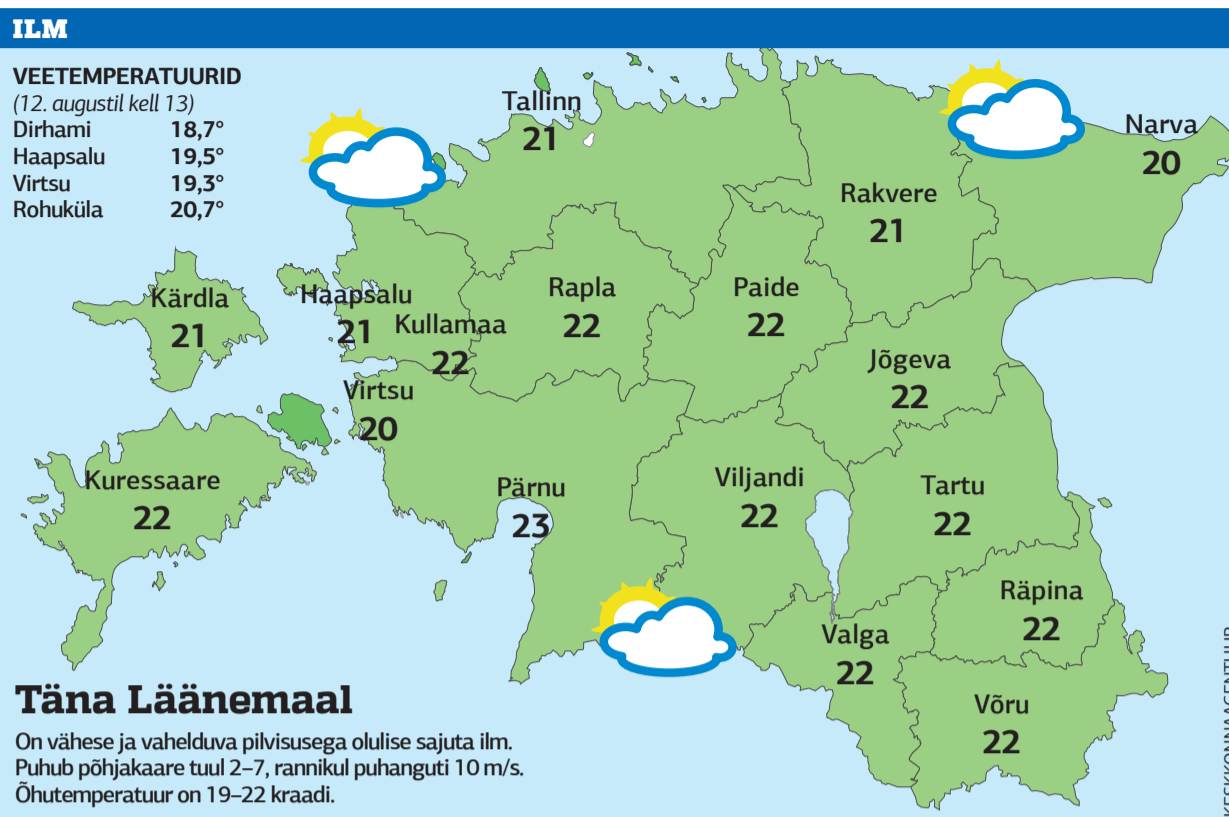 ILM
VEETEMPERATUURID
(12. augustil kell 13)
Dirhami 18,7°
Haapsalu 19,5°
Virtsu 19,3°
Rohuküla 20,7°
Tallinn
21
Narva
20
Rakvere
21
Kärdla
21
Haapsalu
21
Kullamaa
22
Rapla
22
Paide
22
Jõgeva
22
Virtsu
20
Kuressaare
22
Pärnu
23
Viljandi
22
Tartu
22
Räpina
22
Valga
22
Võru
22
Täna Läänemaal
On vähese ja vahelduva pilvisusega olulise sajuta ilm.
Puhub põhjakaare tuul 2–7, rannikul puhanguti 10 m/s.
Õhutemperatuur on 19–22 kraadi.
KESKKONNAAGENTUUR